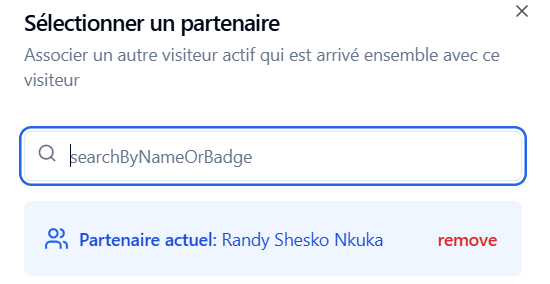 Sélectionner un partenaire
Associer un autre visiteur actif qui est arrivé ensemble avec ce
visiteur
searchByNameOrBadge
Partenaire actuel: Randy Shesko Nkuka remove